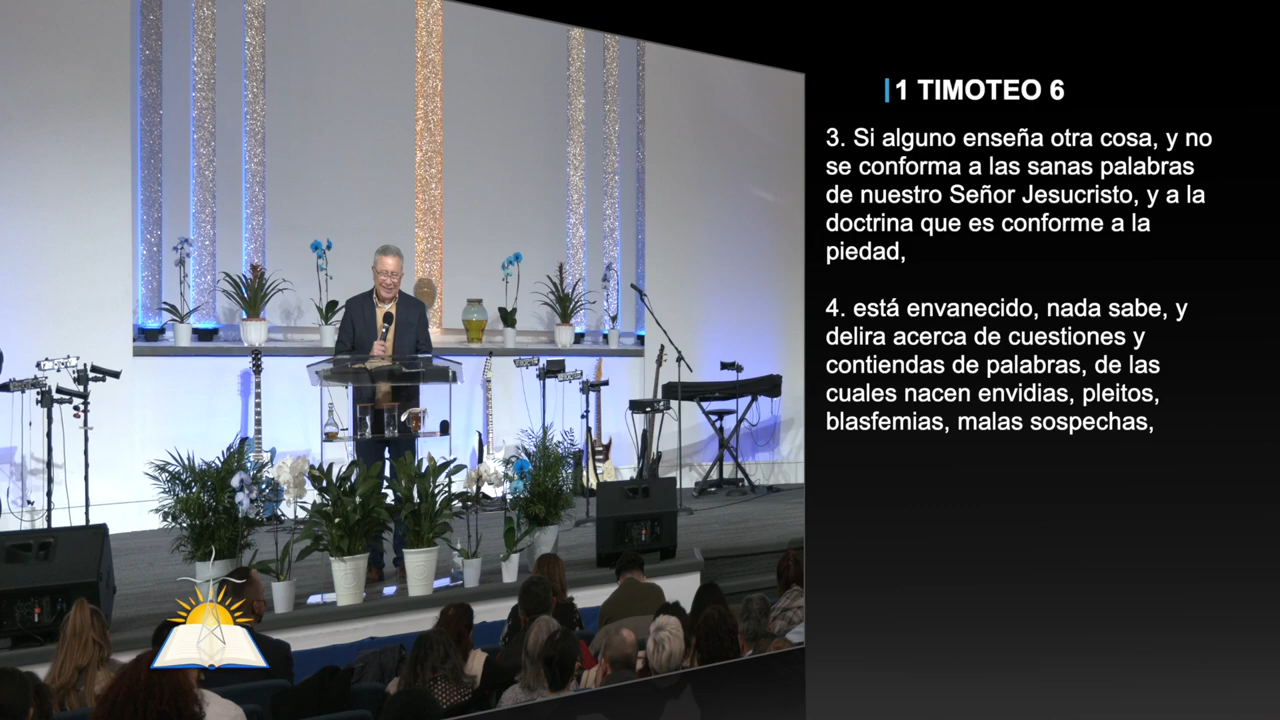 1 TIMOTEO 6
3. Si alguno enseña otra cosa, y no
se conforma a las sanas palabras
de nuestro Señor Jesucristo, y a la
doctrina que es conforme a la
piedad,
4. está envanecido, nada sabe, y
delira acerca de cuestiones y
contiendas de palabras, de las
cuales nacen envidias, pleitos,
blasfemias, malas sospechas,